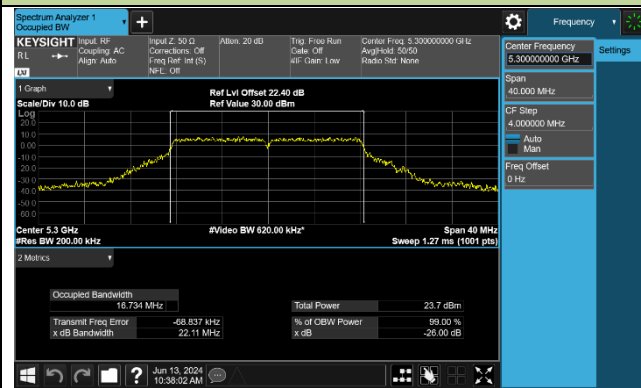 Spectrum Analyzer 1
Occupied BW
Frequency
KEYSIGHT
RL
LXI
Input: RF
Coupling: AC
Align: Auto
Input Z: 50 Ω
Corrections: Off
Freq Ref: Int (S)
NFE: Off
Atten: 20 dB
Trig: Free Run
Gate: Off
#IF Gain: Low
Center Freq: 5.300000000 GHz
Avg|Hold: 50/50
Radio Std: None
Center Frequency
5.300000000 GHz
Settings
Span
40.000 MHz
CF Step
4.000000 MHz
Auto
Man
Freq Offset
0 Hz
1 Graph
Scale/Div 10.0 dB
Ref Lvl Offset 22.40 dB
Ref Value 30.00 dBm
Log
20.0
10.0
0.00
-10.0
-20.0
-30.0
-40.0
-50.0
-60.0
Center 5.3 GHz
#Video BW 620.00 kHz*
Span 40 MHz
#Res BW 200.00 kHz
Sweep 1.27 ms (1001 pts)
2 Metrics
Occupied Bandwidth
16.734 MHz
Total Power
23.7 dBm
Transmit Freq Error
-68.837 kHz
% of OBW Power
99.00 %
x dB Bandwidth
22.11 MHz
x dB
-26.00 dB
?
Jun 13, 2024
10:38:02 AM